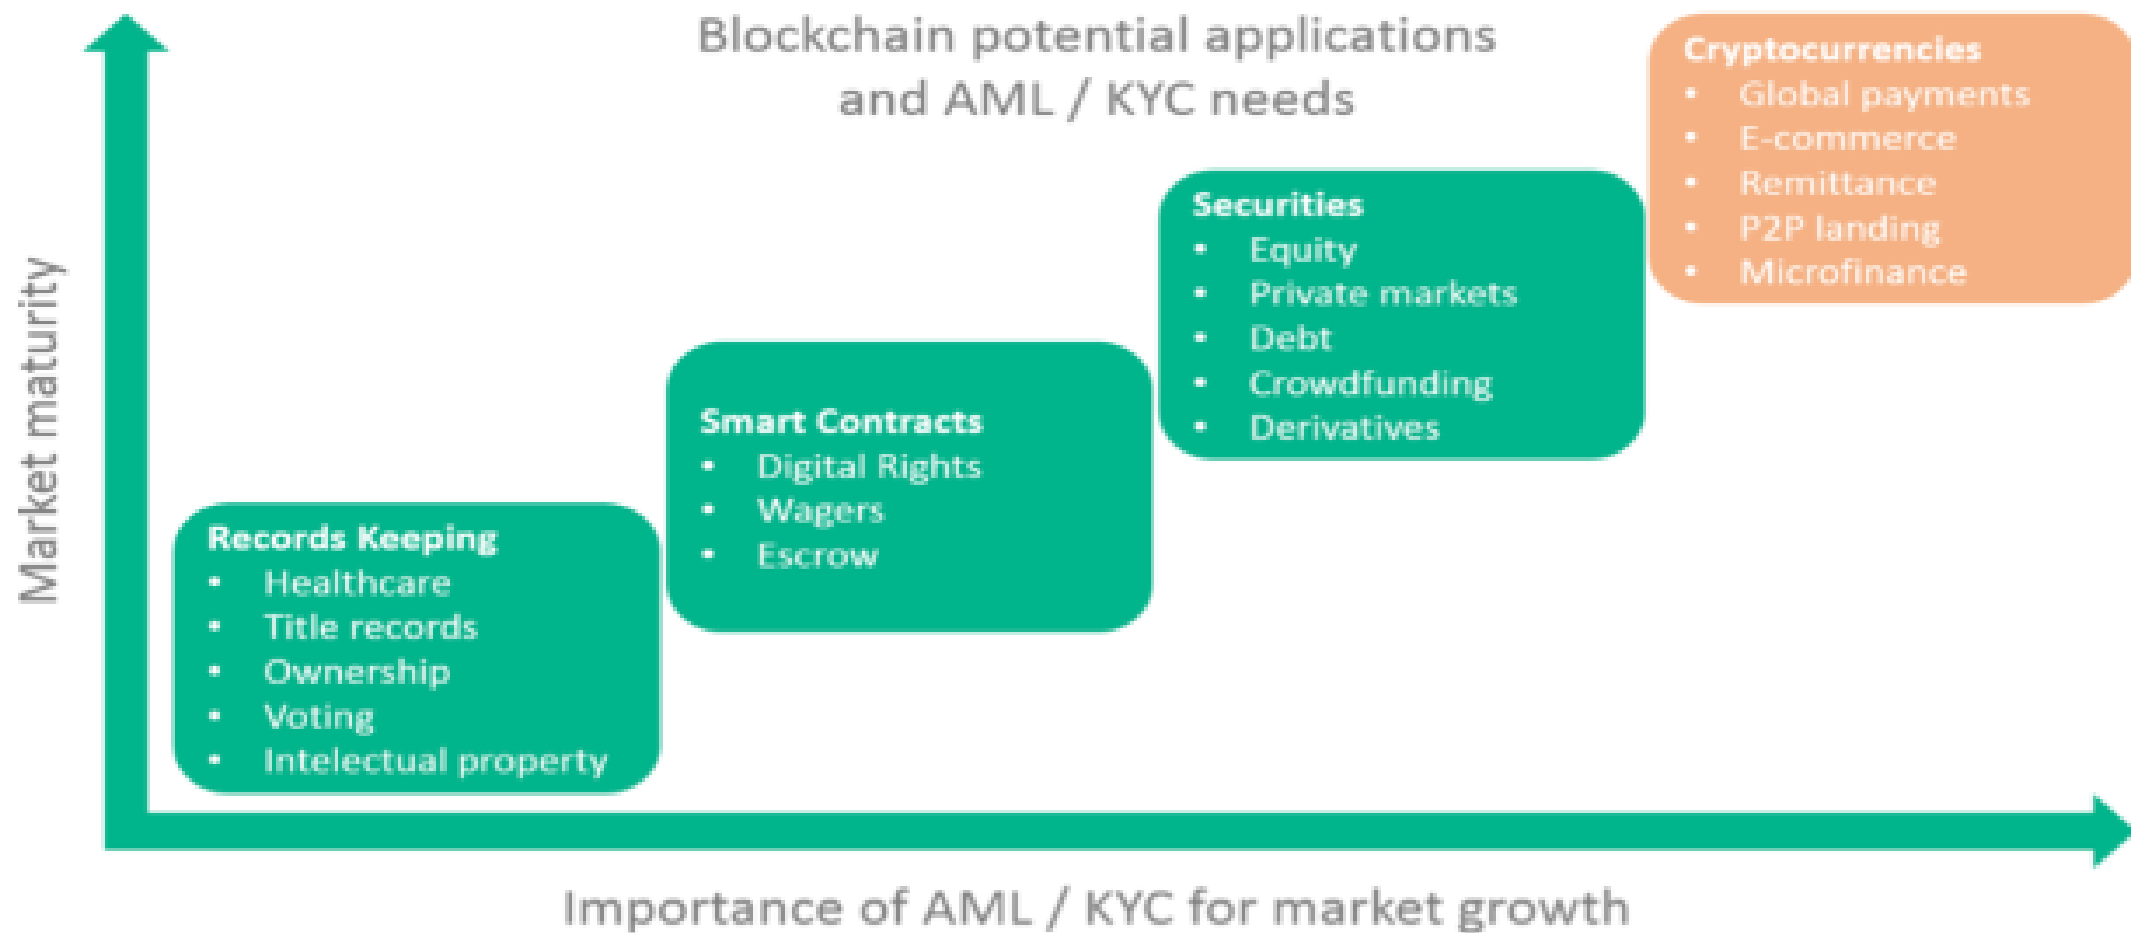 Blockchain potential applications
and AML / KYC needs
Market maturity
Records Keeping
• Healthcare
• Title records
• Ownership
• Voting
• Intelectual property
Smart Contracts
• Digital Rights
• Wagers
• Escrow
Securities
• Equity
• Private markets
• Debt
• Crowdfunding
• Derivatives
Cryptocurrencies
• Global payments
• E-commerce
• Remittance
• P2P landing
• Microfinance
Importance of AML / KYC for market growth